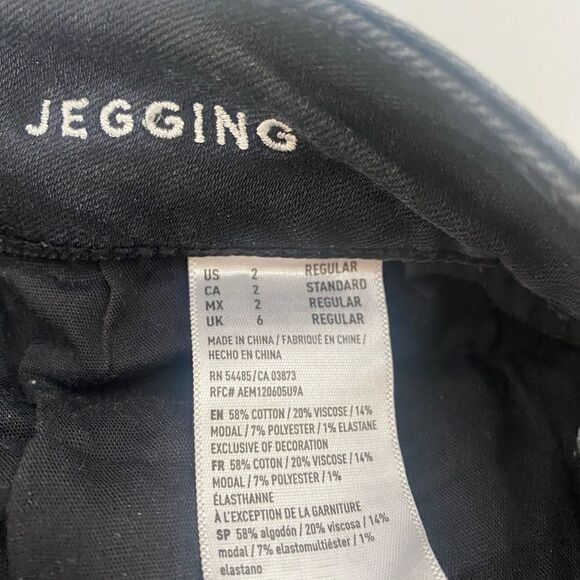 JEGGING
US 2 REGULAR
CA 2 STANDARD
MX 2 REGULAR
UK 6 REGULAR
MADE IN CHINA / FABRIQUÉ EN CHINE /
HECHO EN CHINA
RN 54485 / CA 03873
RFC# AEM120605U9A
EN 58% COTTON / 20% VISCOSE / 14%
MODAL / 7% POLYESTER / 1% ELASTANE
EXCLUSIVE OF DECORATION
FR 58% COTON / 20% VISCOSE / 14%
MODAL / 7% POLYESTER / 1%
ÉLASTHANNE
À L'EXCEPTION DE LA GARNITURE
SP 58% algodón / 20% viscosa / 14%
modal / 7% elastomultiéster / 1%
elastano